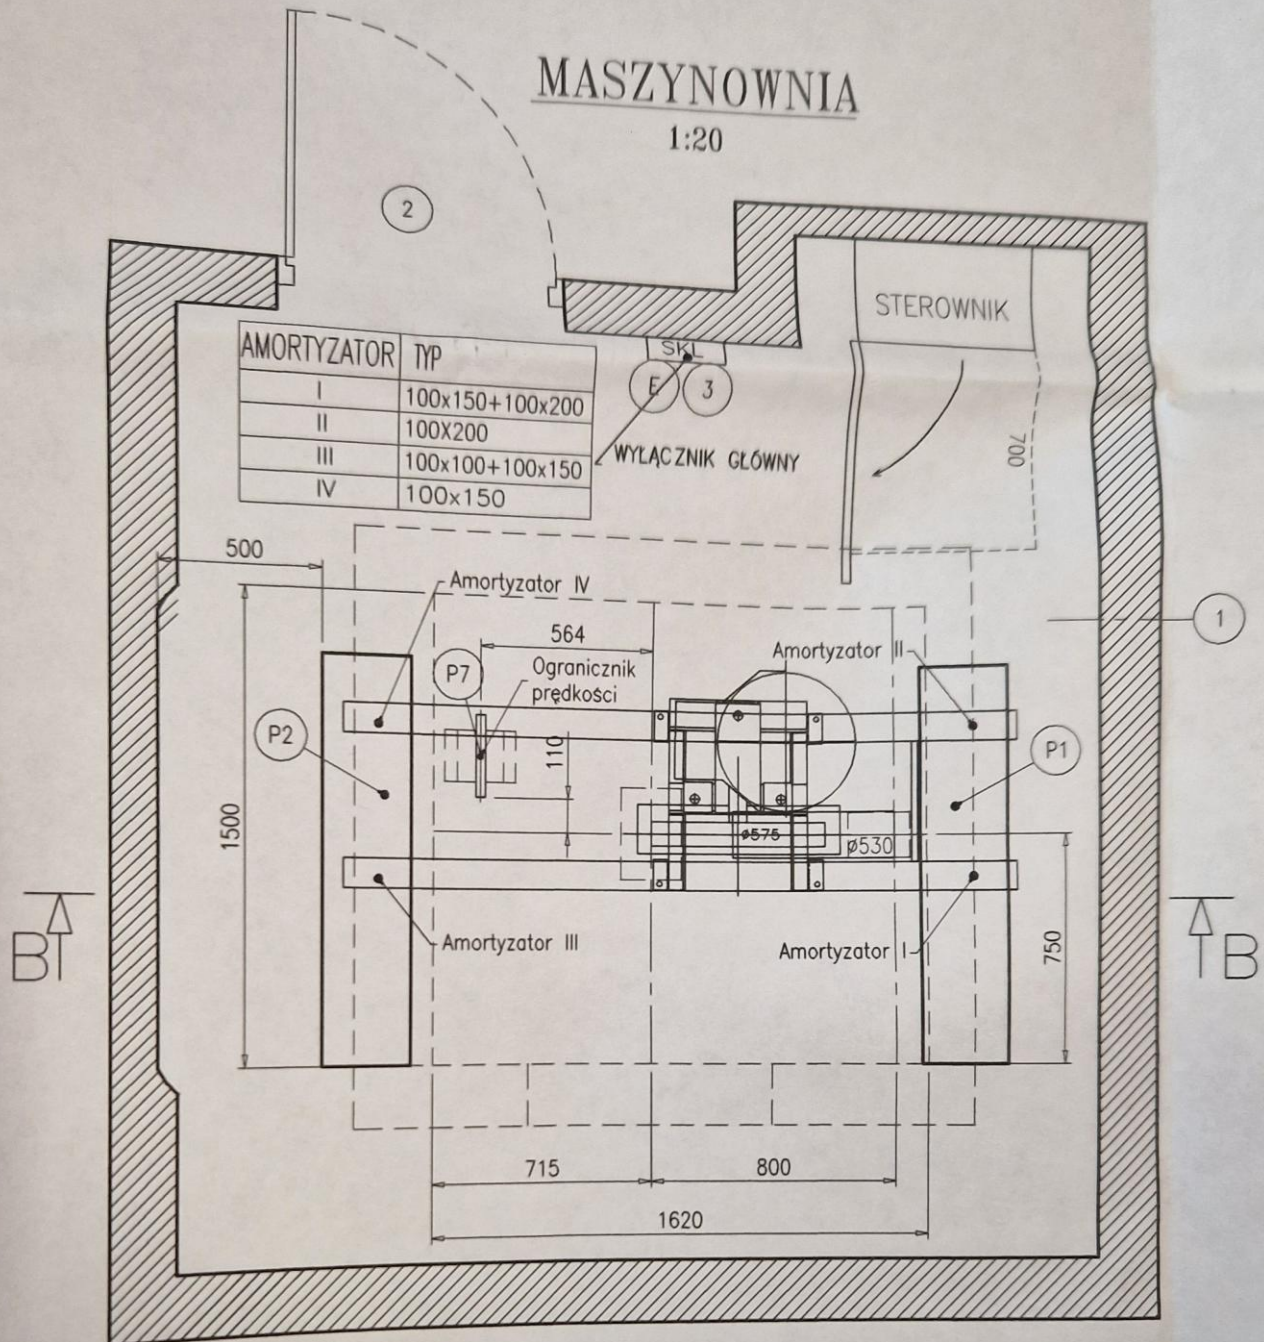 MASZYNOWNIA
1:20
2
STEROWNIK
AMORTYZATOR TYP
I 100x150+100x200
II 100X200
III 100x100+100x150
IV 100x150
SKL
E 3
WYŁĄCZNIK GŁÓWNY
700
500
Amortyzator IV
564
1
Amortyzator II
P7
Ogranicznik
prędkości
P2
110
P1
1500
ø575
ø530
B
Amortyzator III
Amortyzator I
750
B
715
800
1620